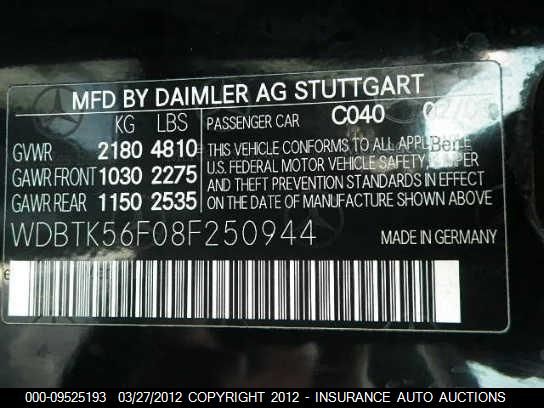 MFD BY DAIMLER AG STUTTGART
KG LBS
GVWR 2180 4810
GAWR FRONT 1030 2275
GAWR REAR 1150 2535
PASSENGER CAR C040
THIS VEHICLE CONFORMS TO ALL APPLICABLE
U.S. FEDERAL MOTOR VEHICLE SAFETY, BUMPER
AND THEFT PREVENTION STANDARDS IN EFFECT
ON THE DATE OF MANUFACTURE SHOWN ABOVE
WDBTK56F08F250944 MADE IN GERMANY
000-09525193 03/27/2012 COPYRIGHT 2012 - INSURANCE AUTO AUCTIONS